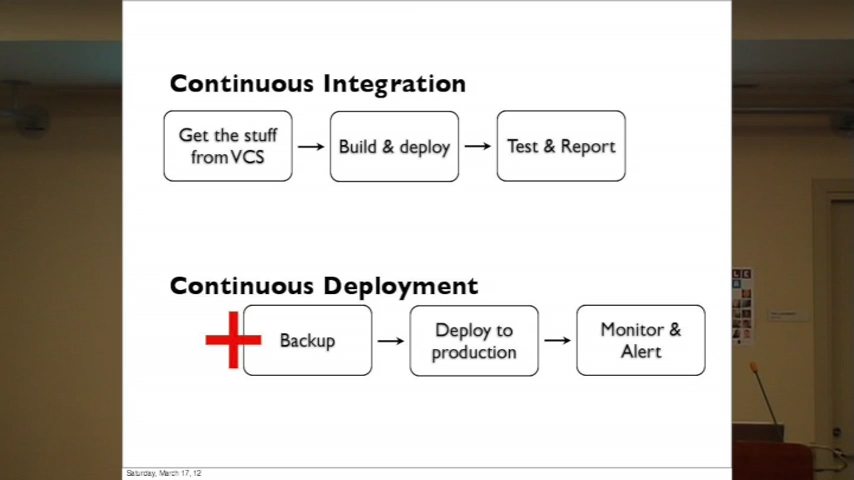 Continuous Integration
Get the stuff
from VCS
Build & deploy
Test & Report
Continuous Deployment
Backup
Deploy to
production
Monitor &
Alert
Saturday, March 17, 12